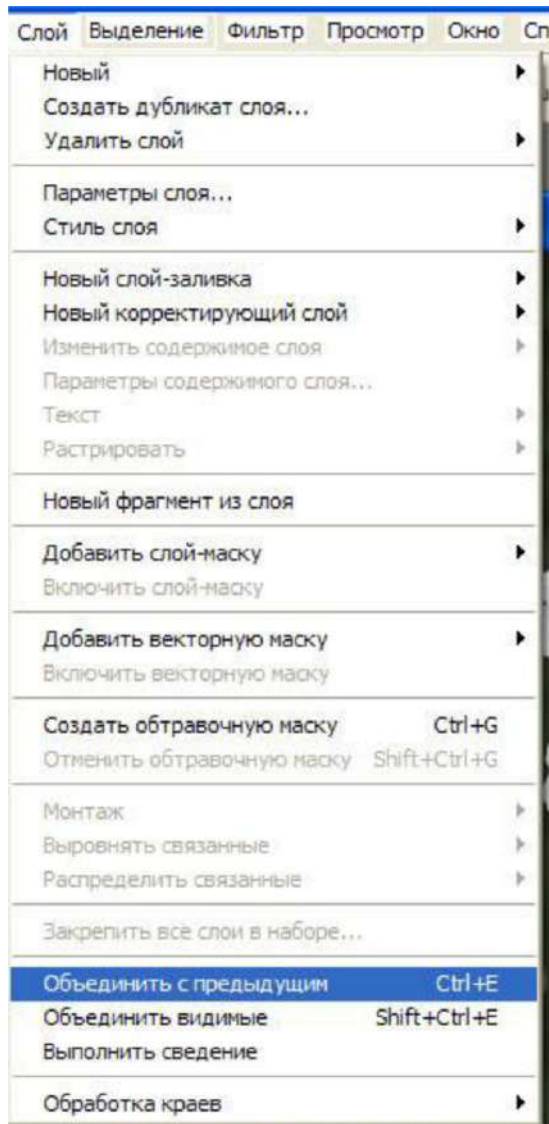 Слой Выделение Фильтр Просмотр Окно Сп
Новый
Создать дубликат слоя...
Удалить слой
Параметры слоя...
Стиль слоя
Новый слой-заливка
Новый корректирующий слой
Изменить содержимое слоя
Параметры содержимого слоя...
Текст
Растрировать
Новый фрагмент из слоя
Добавить слой-маску
Включить слой-маску
Добавить векторную маску
Включить векторную маску
Создать обтравочную маску Ctrl+G
Отменить обтравочную маску Shift+Ctrl+G
Монтаж
Выровнять связанные
Распределить связанные
Закрепить все слои в наборе...
Объединить с предыдущим Ctrl+E
Объединить видимые Shift+Ctrl+E
Выполнить сведение
Обработка краев